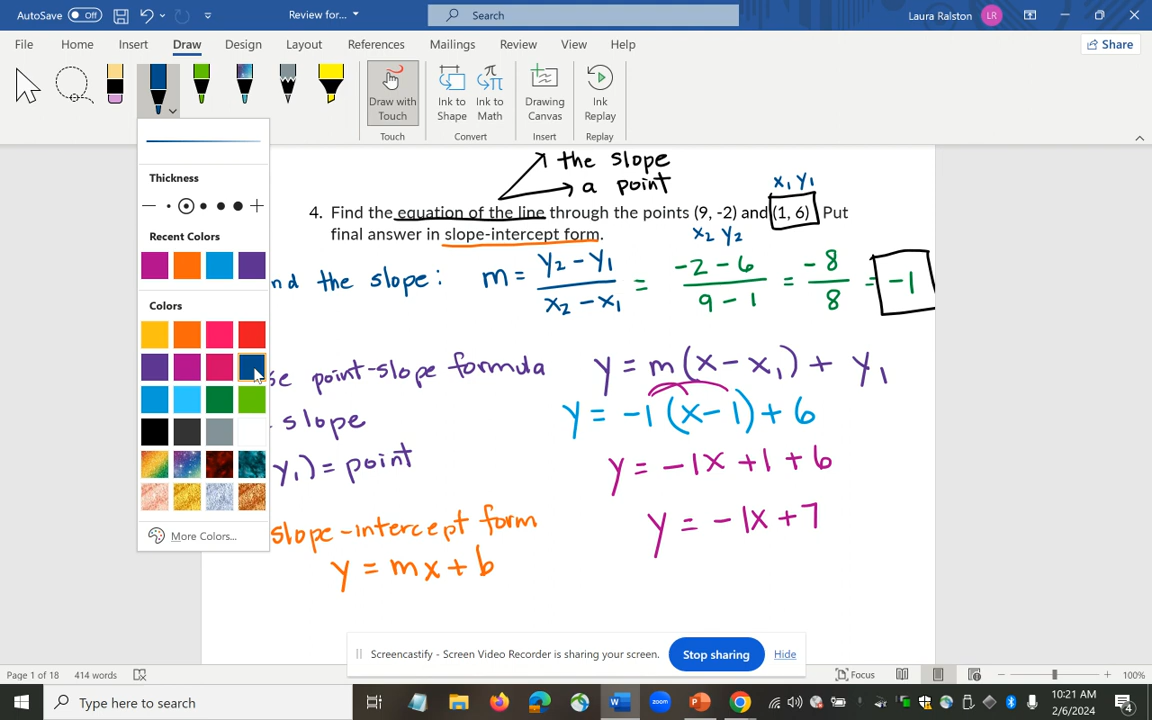 AutoSave Off Review for... Search Laura Ralston LR
File Home Insert Draw Design Layout References Mailings Review View Help Share
Draw with Touch Ink to Shape Ink to Math Drawing Canvas Ink Replay
Touch Convert Insert Replay
the slope
a point
Thickness
x₁ y₁
4. Find the equation of the line through the points (9, -2) and (1, 6) Put
final answer in slope-intercept form.
x₂ y₂
Recent Colors
nd the slope: m = y₂ - y₁ / x₂ - x₁ = -2 - 6 / 9 - 1 = -8 / 8 = -1
Colors
se point-slope formula y = m(x - x₁) + y₁
y = -1(x - 1) + 6
slope
y₁) = point y = -1x + 1 + 6
slope-intercept form y = -1x + 7
More Colors...
y = mx + b
Screencastify - Screen Video Recorder is sharing your screen. Stop sharing Hide
Page 1 of 18 414 words Focus 100%
Type here to search 10:21 AM
2/6/2024 4